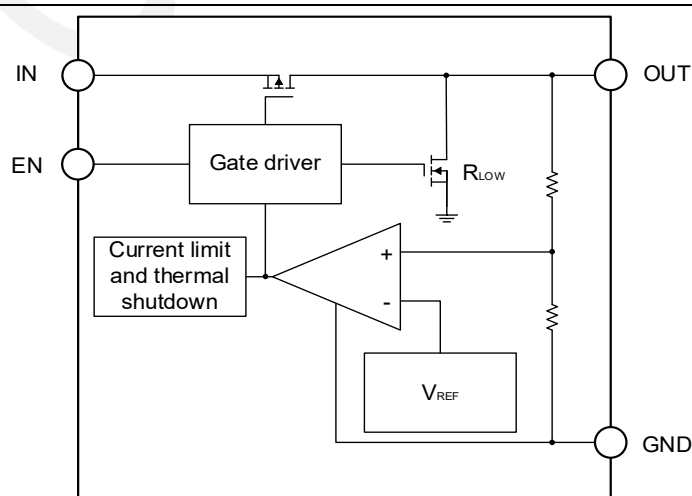 IN
OUT
EN
Gate driver
RLOW
Current limit
and thermal
shutdown
+
-
VREF
GND